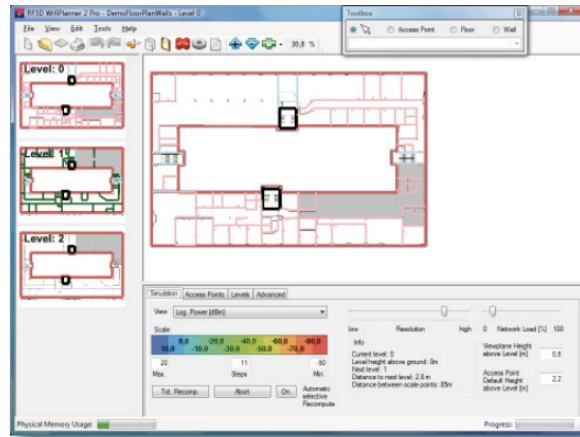 RF3D WifiPlanner 2 Pro - DemoFloorPlanWalls - Level 0
File View Edit Tools Help
30,8 %
Toolbox
Access Point Floor Wall
Level: 0
Level: 1
Level: 2
Simulation Access Points Levels Advanced
View Log. Power [dBm]
Scale:
0,0 -20,0 -40,0 -60,0 -80,0
10,0 -10,0 -30,0 -50,0 -70,0
20 11 -90
Max. Steps Min.
Tot. Recomp. Abort On
Automatic
selective
Recompute
low Resolution high
0 Network Load [%] 100
Info
Current level: 0
Level height above ground: 0m
Next level: 1
Distance to next level: 2,8 m
Distance between scale points: 85m
Viewplane Height
above Level [m] 0,8
Access Point
Default Height
above Level [m] 2,2
Physical Memory Usage:
Progress: